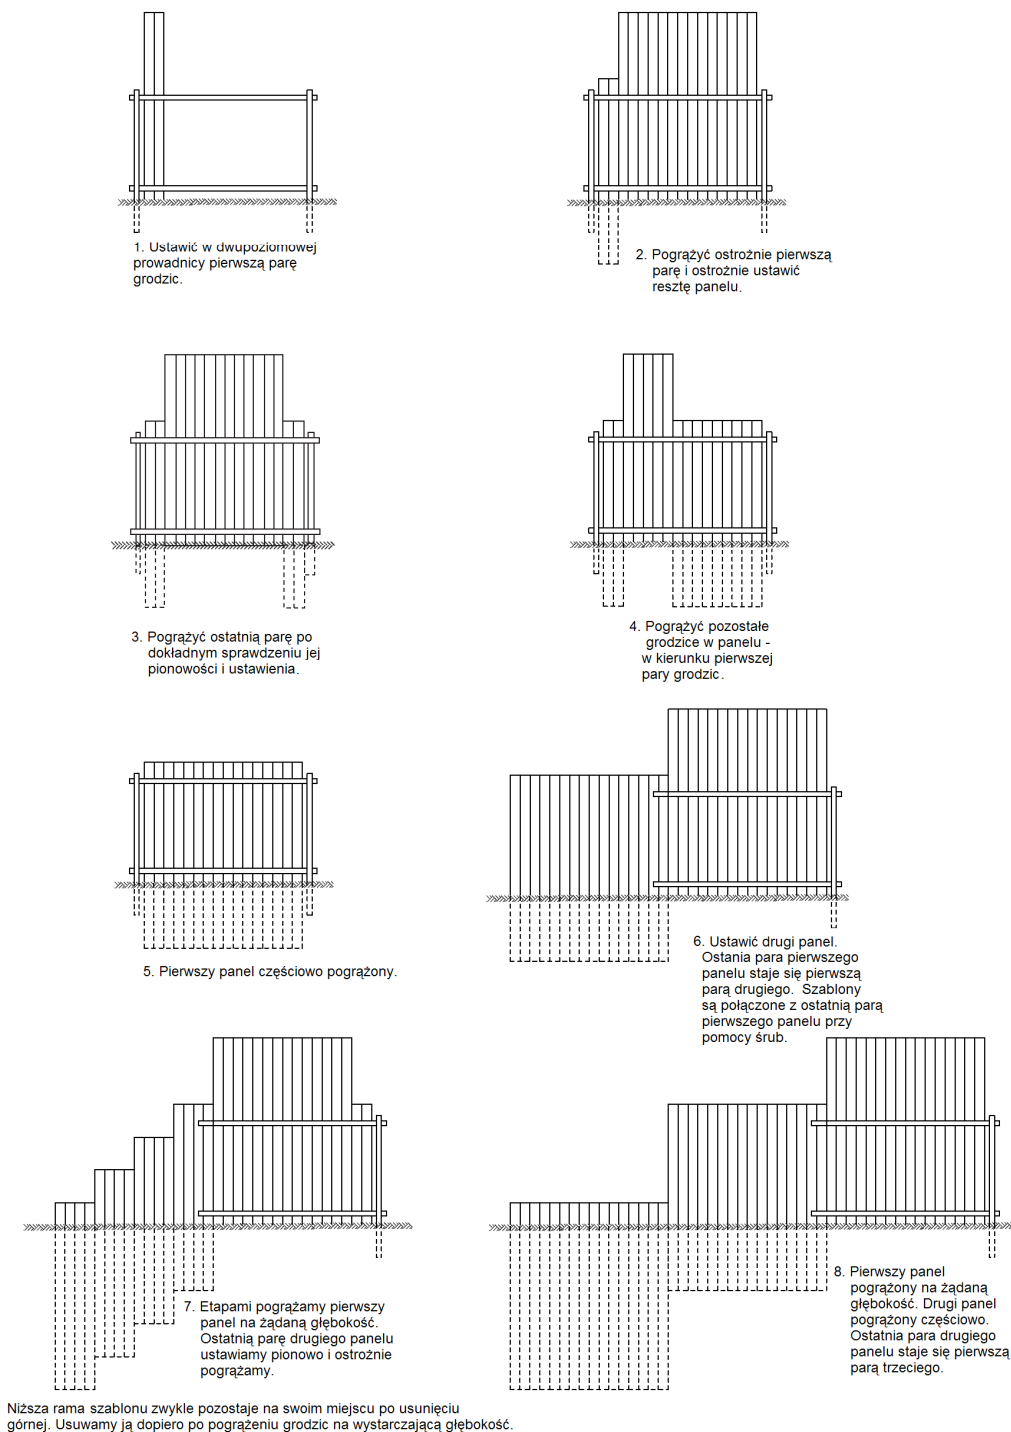 1. Ustawić w dwupoziomowej
prowadnicy pierwszą parę
grodzic.
2. Pogrążyć ostrożnie pierwszą
parę i ostrożnie ustawić
resztę panelu.
3. Pogrążyć ostatnią parę po
dokładnym sprawdzeniu jej
pionowości i ustawienia.
4. Pogrążyć pozostałe
grodzice w panelu -
w kierunku pierwszej
pary grodzic.
5. Pierwszy panel częściowo pogrążony.
6. Ustawić drugi panel.
Ostania para pierwszego
panelu staje się pierwszą
parą drugiego. Szablony
są połączone z ostatnią parą
pierwszego panelu przy
pomocy śrub.
7. Etapami pogrążamy pierwszy
panel na żądaną głębokość.
Ostatnią parę drugiego panelu
ustawiamy pionowo i ostrożnie
pogrążamy.
8. Pierwszy panel
pogrążony na żądaną
głębokość. Drugi panel
pogrążony częściowo.
Ostatnia para drugiego
panelu staje się pierwszą
parą trzeciego.
Niższa rama szablonu zwykle pozostaje na swoim miejscu po usunięciu
górnej. Usuwamy ją dopiero po pogrążeniu grodzic na wystarczającą głębokość.